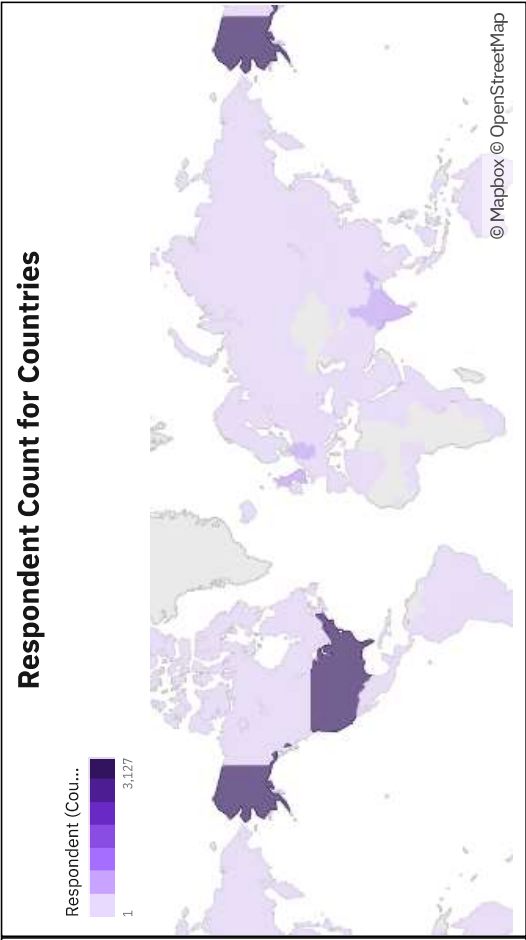 Respondent Count for Countries
Respondent (Cou...
1 3,127
© Mapbox © OpenStreetMap